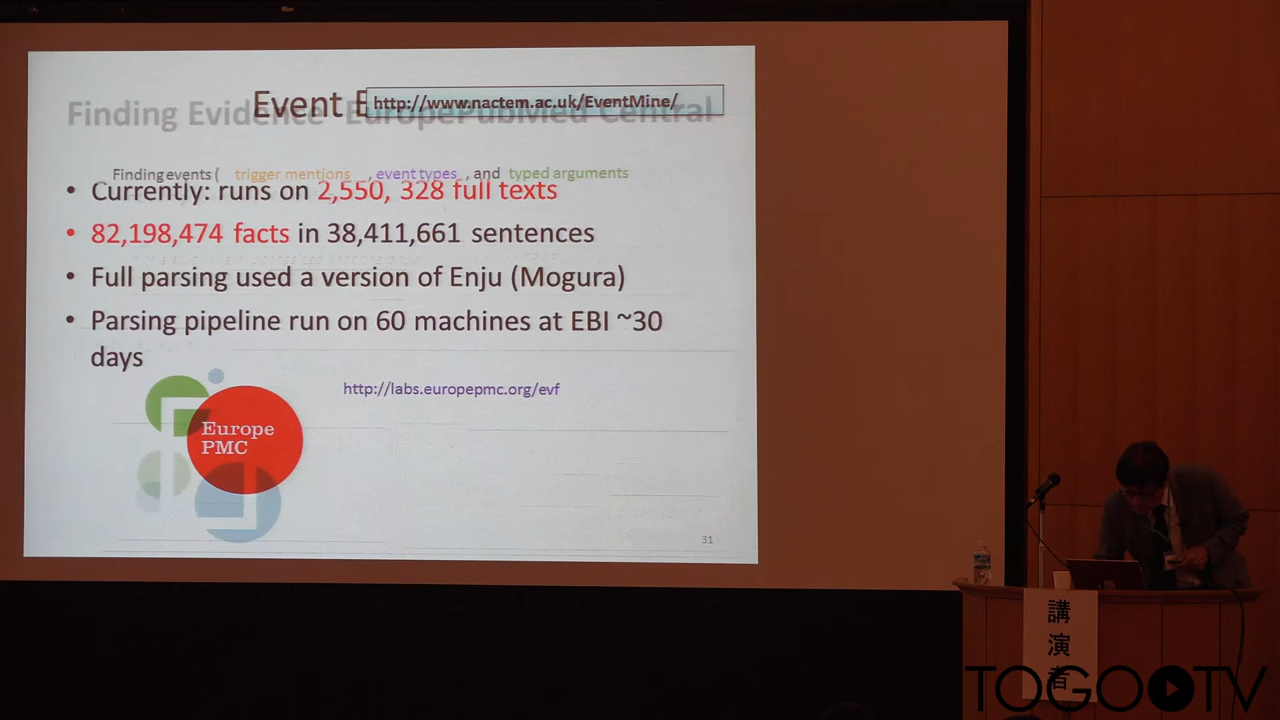 Event E
http://www.nactem.ac.uk/EventMine/
Finding Evidence EuropePubMed Central
Finding events ( trigger mentions , event types , and typed arguments
• Currently: runs on 2,550, 328 full texts
• 82,198,474 facts in 38,411,661 sentences
• Full parsing used a version of Enju (Mogura)
• Parsing pipeline run on 60 machines at EBI ~30
days
http://labs.europepmc.org/evf
Europe
PMC
31
講
演
者
TOGOTV